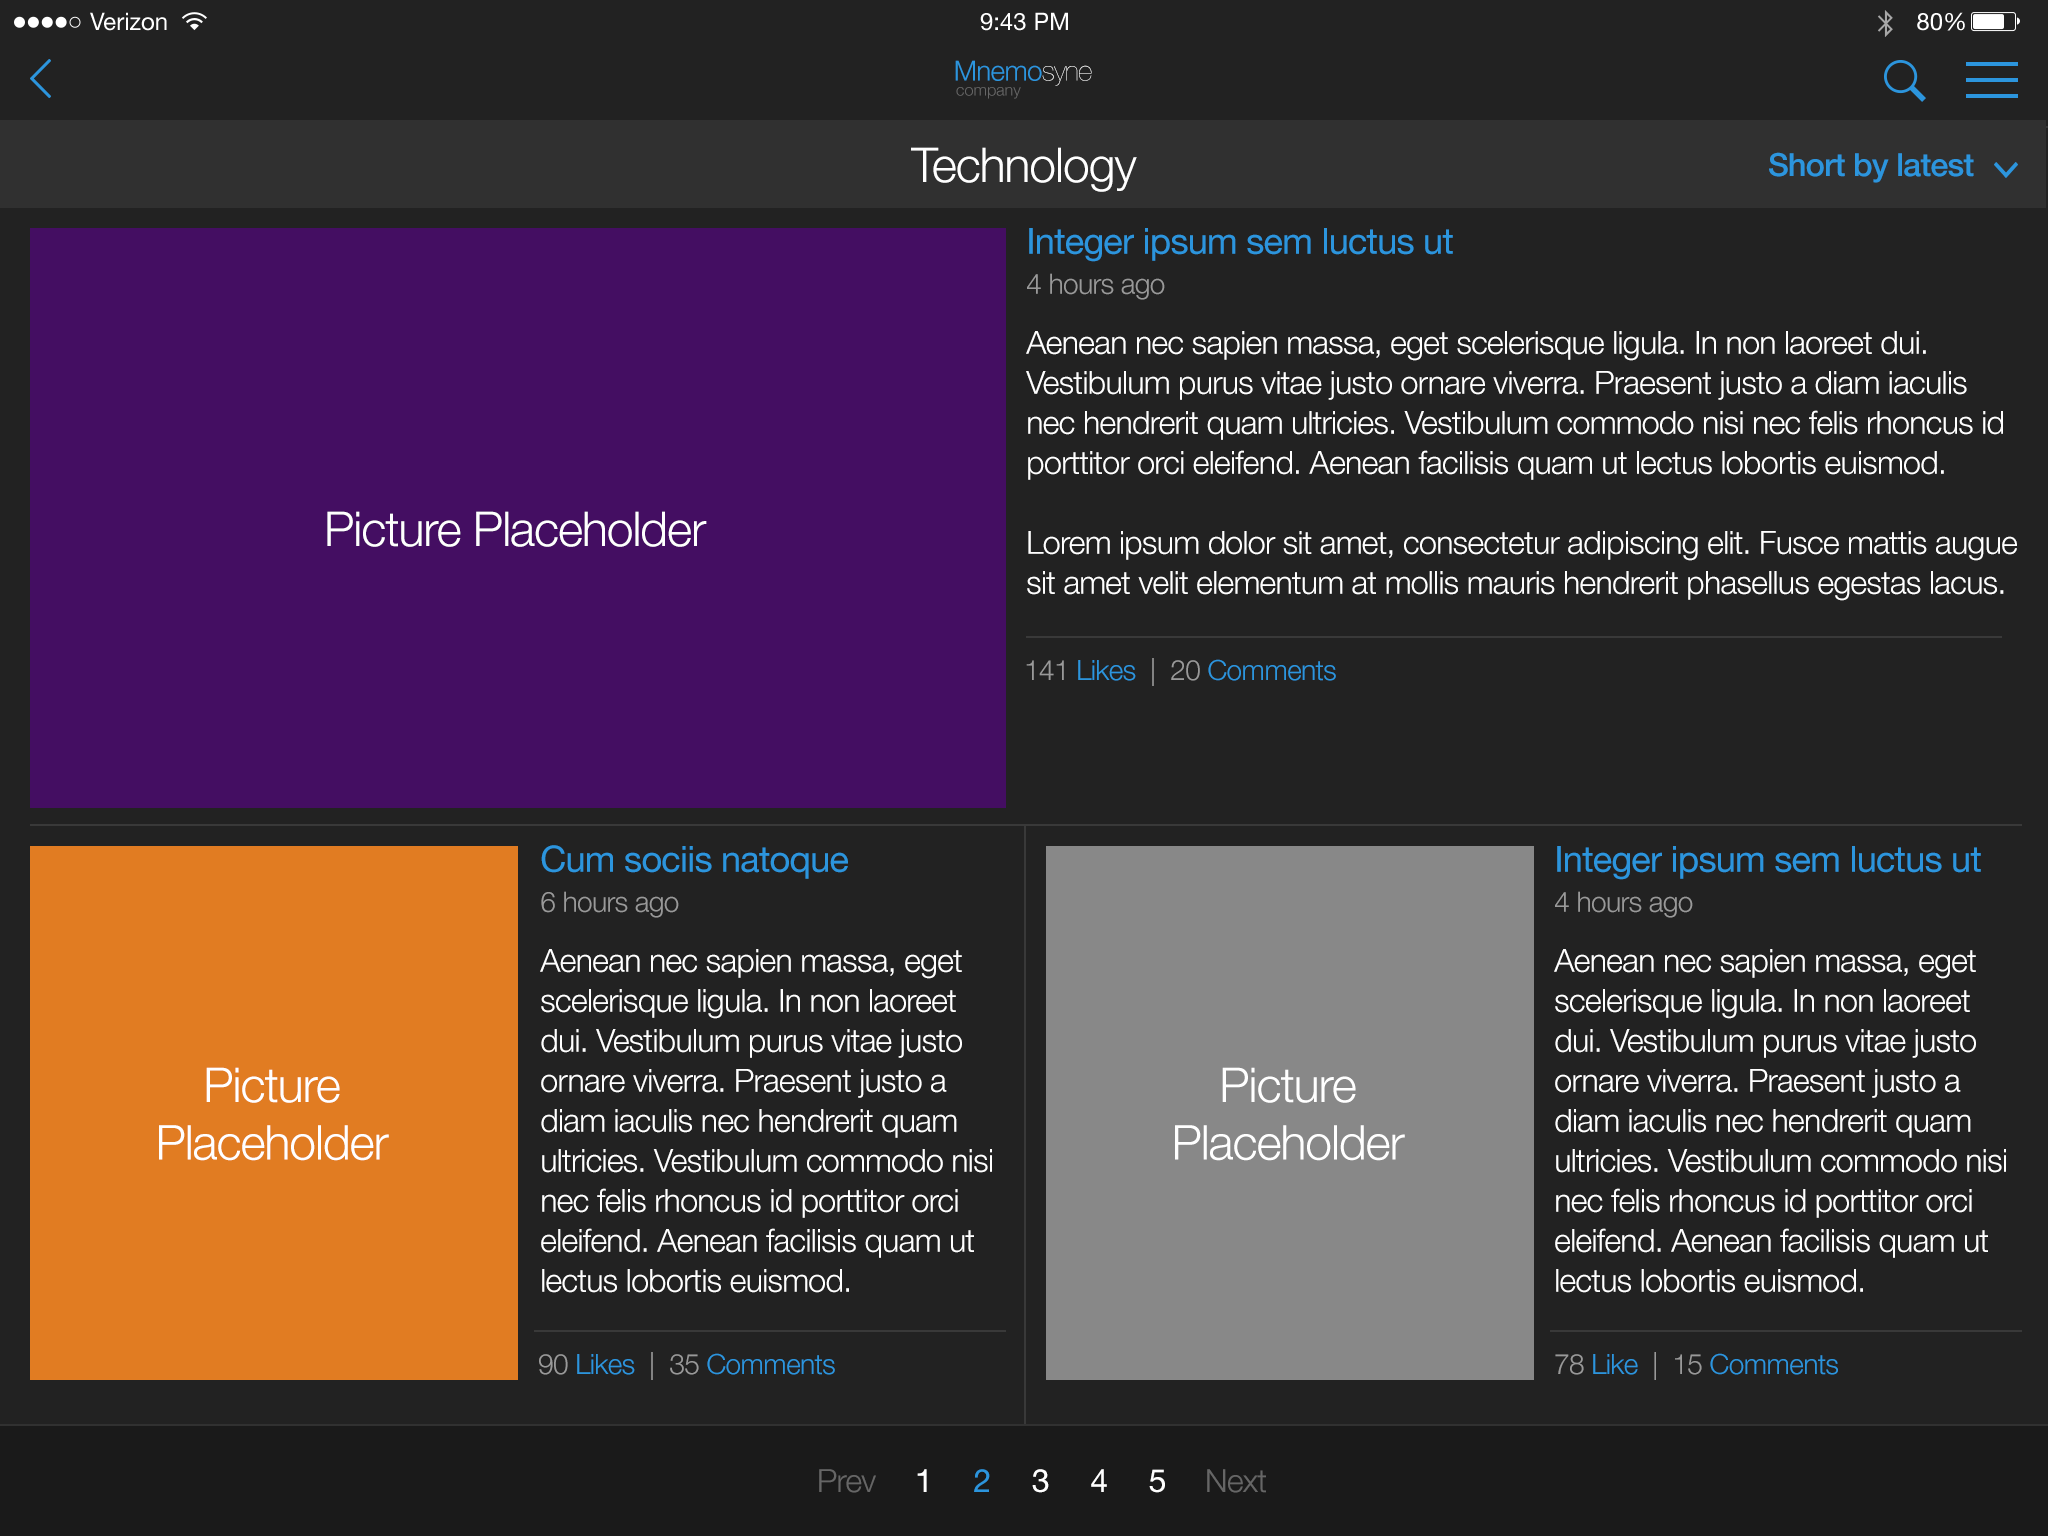 Verizon
9:43 PM
80%
Mnemosyne
company
Technology
Short by latest
Picture Placeholder
Integer ipsum sem luctus ut
4 hours ago
Aenean nec sapien massa, eget scelerisque ligula. In non laoreet dui.
Vestibulum purus vitae justo ornare viverra. Praesent justo a diam iaculis
nec hendrerit quam ultricies. Vestibulum commodo nisi nec felis rhoncus id
porttitor orci eleifend. Aenean facilisis quam ut lectus lobortis euismod.
Lorem ipsum dolor sit amet, consectetur adipiscing elit. Fusce mattis augue
sit amet velit elementum at mollis mauris hendrerit phasellus egestas lacus.
141 Likes | 20 Comments
Picture
Placeholder
Cum sociis natoque
6 hours ago
Aenean nec sapien massa, eget
scelerisque ligula. In non laoreet
dui. Vestibulum purus vitae justo
ornare viverra. Praesent justo a
diam iaculis nec hendrerit quam
ultricies. Vestibulum commodo nisi
nec felis rhoncus id porttitor orci
eleifend. Aenean facilisis quam ut
lectus lobortis euismod.
90 Likes | 35 Comments
Picture
Placeholder
Integer ipsum sem luctus ut
4 hours ago
Aenean nec sapien massa, eget
scelerisque ligula. In non laoreet
dui. Vestibulum purus vitae justo
ornare viverra. Praesent justo a
diam iaculis nec hendrerit quam
ultricies. Vestibulum commodo nisi
nec felis rhoncus id porttitor orci
eleifend. Aenean facilisis quam ut
lectus lobortis euismod.
78 Like | 15 Comments
Prev 1 2 3 4 5 Next